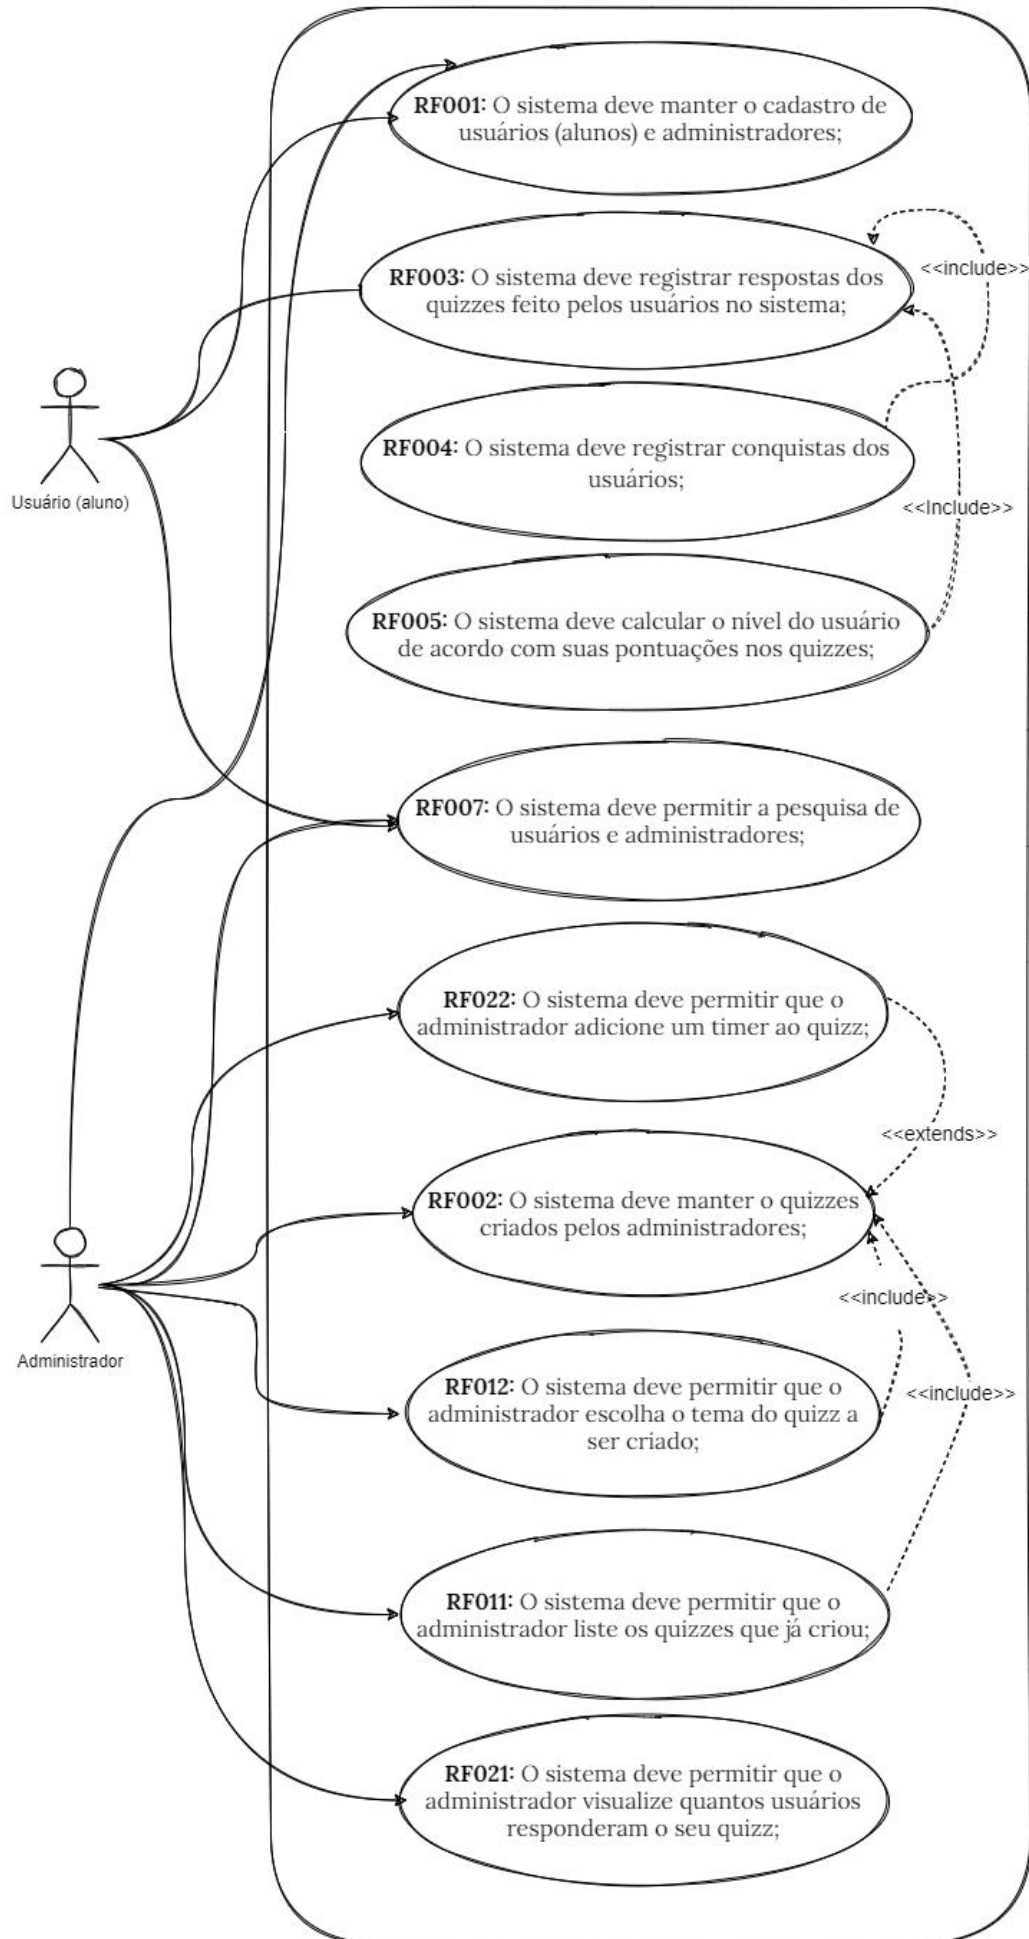 RF001: O sistema deve manter o cadastro de
usuários (alunos) e administradores;
<<include>>
RF003: O sistema deve registrar respostas dos
quizzes feito pelos usuários no sistema;
RF004: O sistema deve registrar conquistas dos
usuários;
Usuário (aluno)
<<Include>>
RF005: O sistema deve calcular o nível do usuário
de acordo com suas pontuações nos quizzes;
RF007: O sistema deve permitir a pesquisa de
usuários e administradores;
RF022: O sistema deve permitir que o
administrador adicione um timer ao quizz;
<<extends>>
RF002: O sistema deve manter o quizzes
criados pelos administradores;
<<include>>
Administrador
RF012: O sistema deve permitir que o
administrador escolha o tema do quizz a
ser criado;
<<include>>
RF011: O sistema deve permitir que o
administrador liste os quizzes que já criou;
RF021: O sistema deve permitir que o
administrador visualize quantos usuários
responderam o seu quizz;